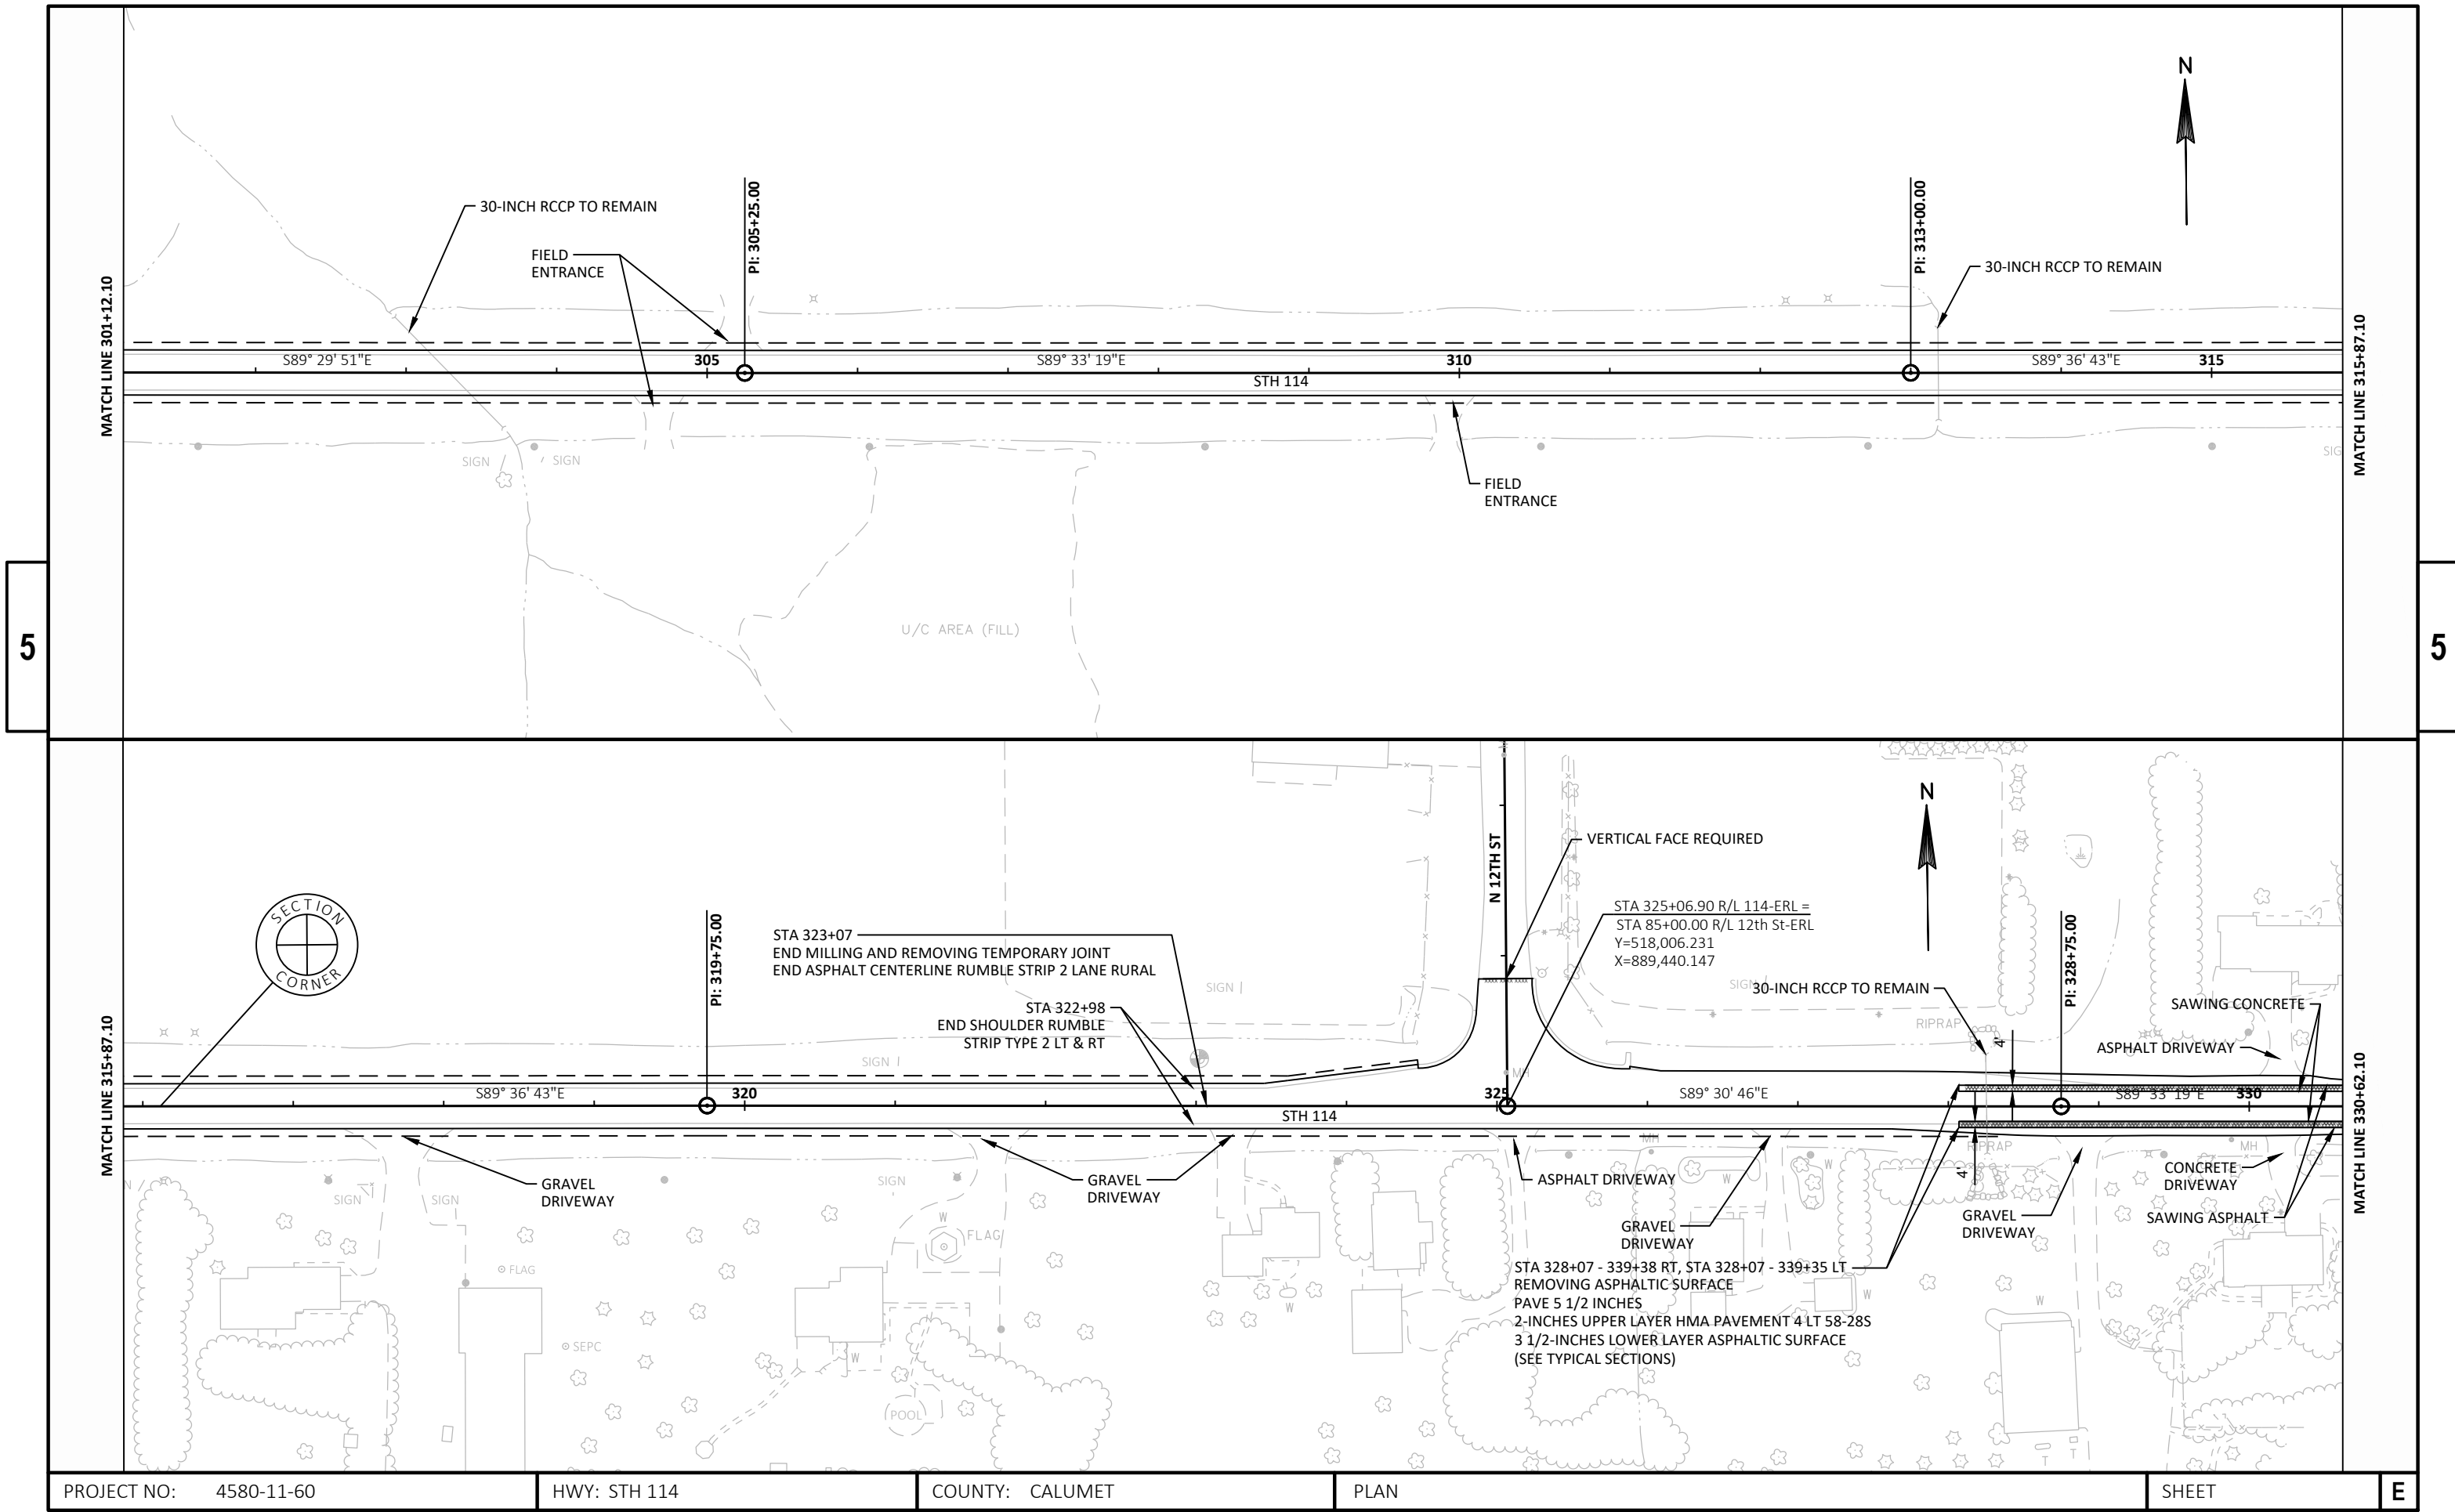 N
PI: 305+25.00
PI: 313+00.00
30-INCH RCCP TO REMAIN
FIELD
ENTRANCE
30-INCH RCCP TO REMAIN
MATCH LINE 301+12.10
MATCH LINE 315+87.10
S89° 29' 51"E
305
S89° 33' 19"E
310
S89° 36' 43"E
315
STH 114
SIGN
SIGN
SIG
FIELD
ENTRANCE
U/C AREA (FILL)
5
5
N
N 12TH ST
VERTICAL FACE REQUIRED
SECTION
CORNER
PI: 319+75.00
STA 323+07
END MILLING AND REMOVING TEMPORARY JOINT
END ASPHALT CENTERLINE RUMBLE STRIP 2 LANE RURAL
STA 325+06.90 R/L 114-ERL =
STA 85+00.00 R/L 12th St-ERL
Y=518,006.231
X=889,440.147
PI: 328+75.00
SIGN
SIGN
30-INCH RCCP TO REMAIN
SAWING CONCRETE
STA 322+98
END SHOULDER RUMBLE
STRIP TYPE 2 LT & RT
RIPRAP
4'
ASPHALT DRIVEWAY
SIGN
MH
MATCH LINE 315+87.10
MATCH LINE 330+62.10
S89° 36' 43"E
320
325
S89° 30' 46"E
S89° 33' 19"E
330
STH 114
MH
RIPRAP
MH
4'
GRAVEL
DRIVEWAY
GRAVEL
DRIVEWAY
ASPHALT DRIVEWAY
W
W
CONCRETE
DRIVEWAY
N
SIGN
SIGN
SIGN
W
FLAG
GRAVEL
DRIVEWAY
GRAVEL
DRIVEWAY
SAWING ASPHALT
FLAG
STA 328+07 - 339+38 RT, STA 328+07 - 339+35 LT
REMOVING ASPHALTIC SURFACE
PAVE 5 1/2 INCHES
2-INCHES UPPER LAYER HMA PAVEMENT 4 LT 58-28S
3 1/2-INCHES LOWER LAYER ASPHALTIC SURFACE
(SEE TYPICAL SECTIONS)
W
W
W
SEPC
W
POOL
T
T
PROJECT NO: 4580-11-60
HWY: STH 114
COUNTY: CALUMET
PLAN
SHEET
E